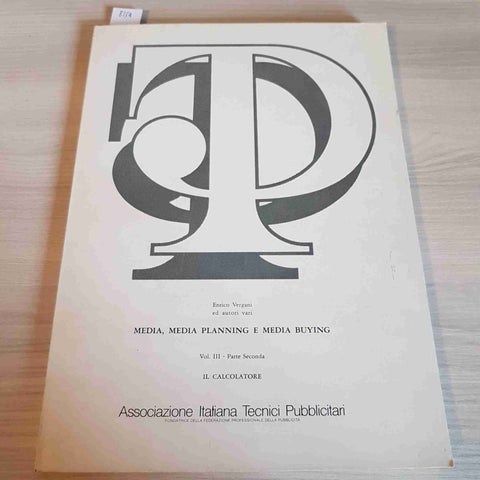 TP
Enrico Vergani
ed autori vari
MEDIA, MEDIA PLANNING E MEDIA BUYING
Vol. III - Parte Seconda
IL CALCOLATORE
Associazione Italiana Tecnici Pubblicitari
FONDATRICE DELLA FEDERAZIONE PROFESSIONALE DELLA PUBBLICITÀ